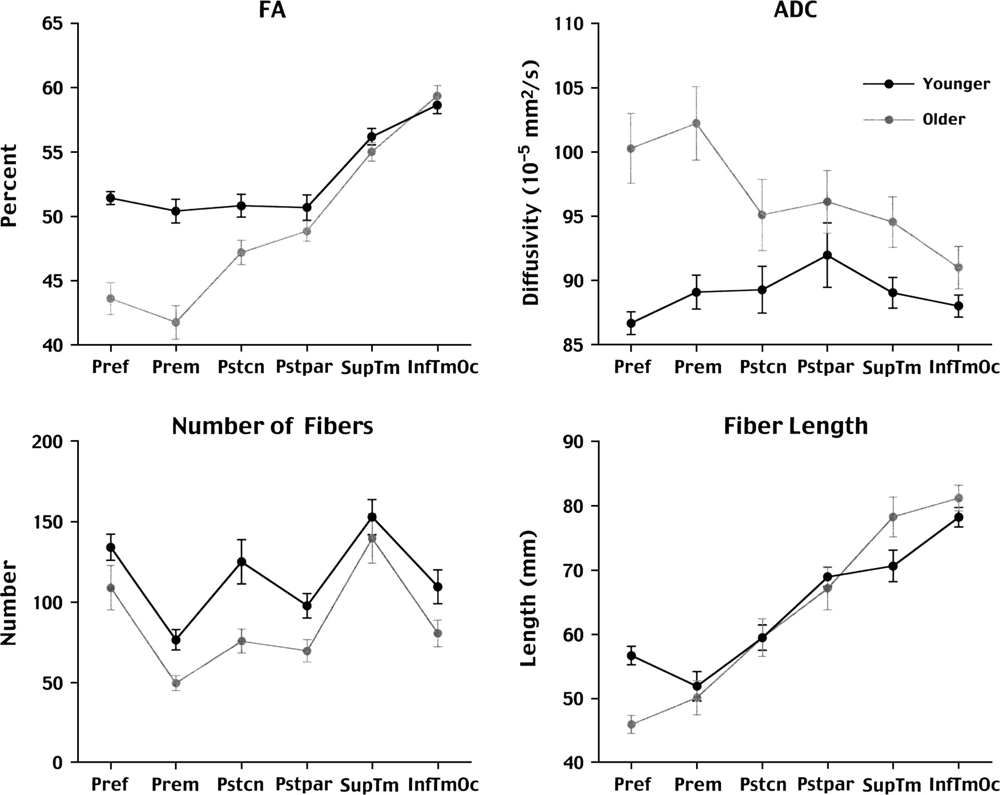 FA
65
60
55
50
45
40
Percent
Pref Prem Pstcn Pstpar SupTm InfTmOc
ADC
110
105
100
95
90
85
Diffusivity (10⁻⁵ mm²/s)
Younger
Older
Pref Prem Pstcn Pstpar SupTm InfTmOc
Number of Fibers
200
150
100
50
0
Number
Pref Prem Pstcn Pstpar SupTm InfTmOc
Fiber Length
90
80
70
60
50
40
Length (mm)
Pref Prem Pstcn Pstpar SupTm InfTmOc